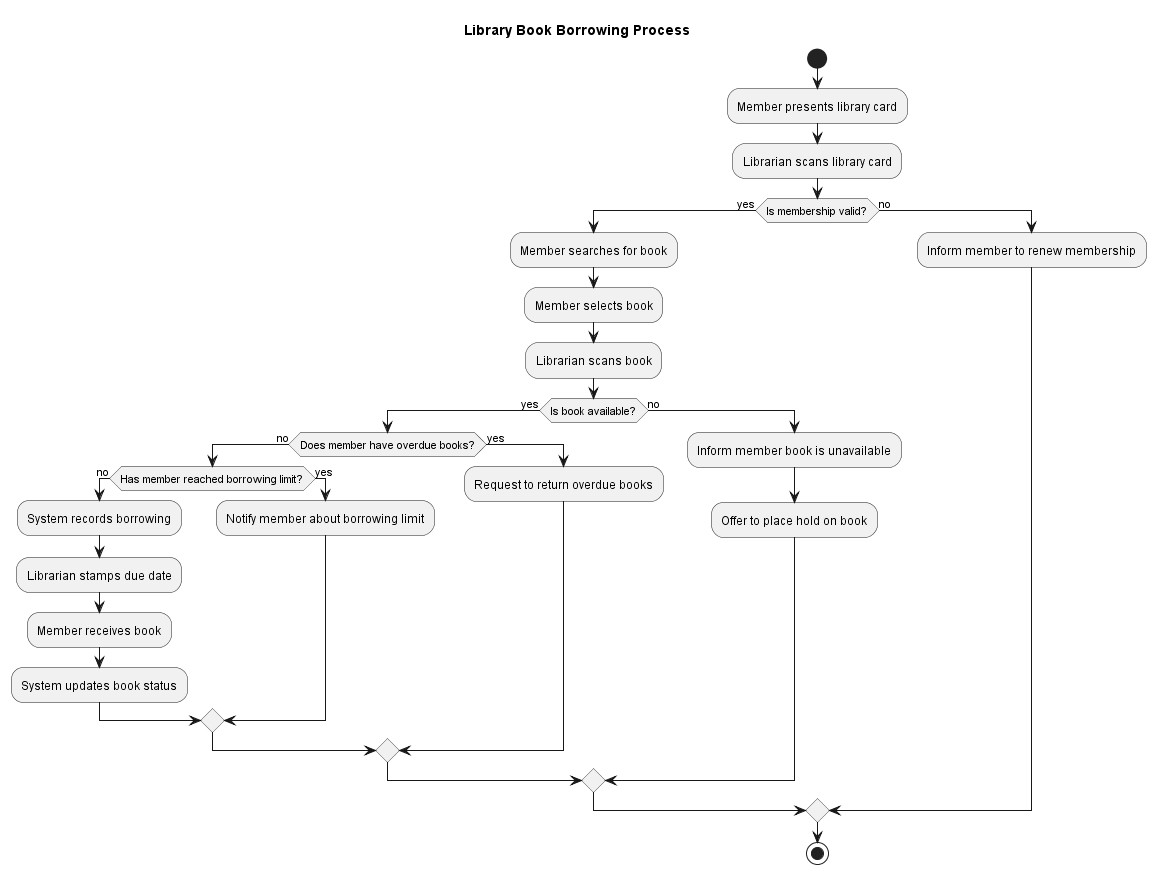 Library Book Borrowing Process
Member presents library card
Librarian scans library card
yes
Is membership valid?
no
Member searches for book
Inform member to renew membership
Member selects book
Librarian scans book
yes
Is book available?
no
no
Does member have overdue books?
yes
Inform member book is unavailable
no
Has member reached borrowing limit?
yes
Request to return overdue books
System records borrowing
Notify member about borrowing limit
Offer to place hold on book
Librarian stamps due date
Member receives book
System updates book status